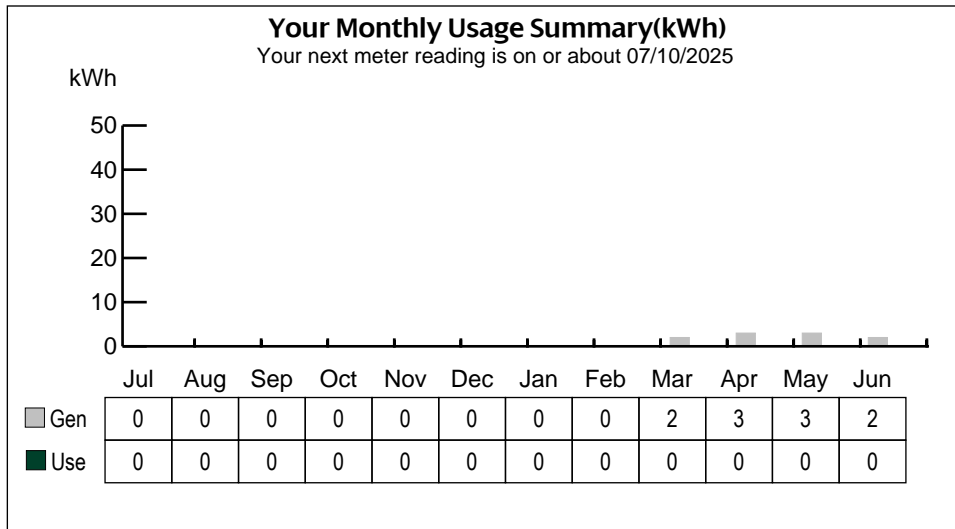 Your Monthly Usage Summary(kWh)
Your next meter reading is on or about 07/10/2025
kWh
50
40
30
20
10
0
Jul Aug Sep Oct Nov Dec Jan Feb Mar Apr May Jun
Gen 0 0 0 0 0 0 0 0 2 3 3 2
Use 0 0 0 0 0 0 0 0 0 0 0 0